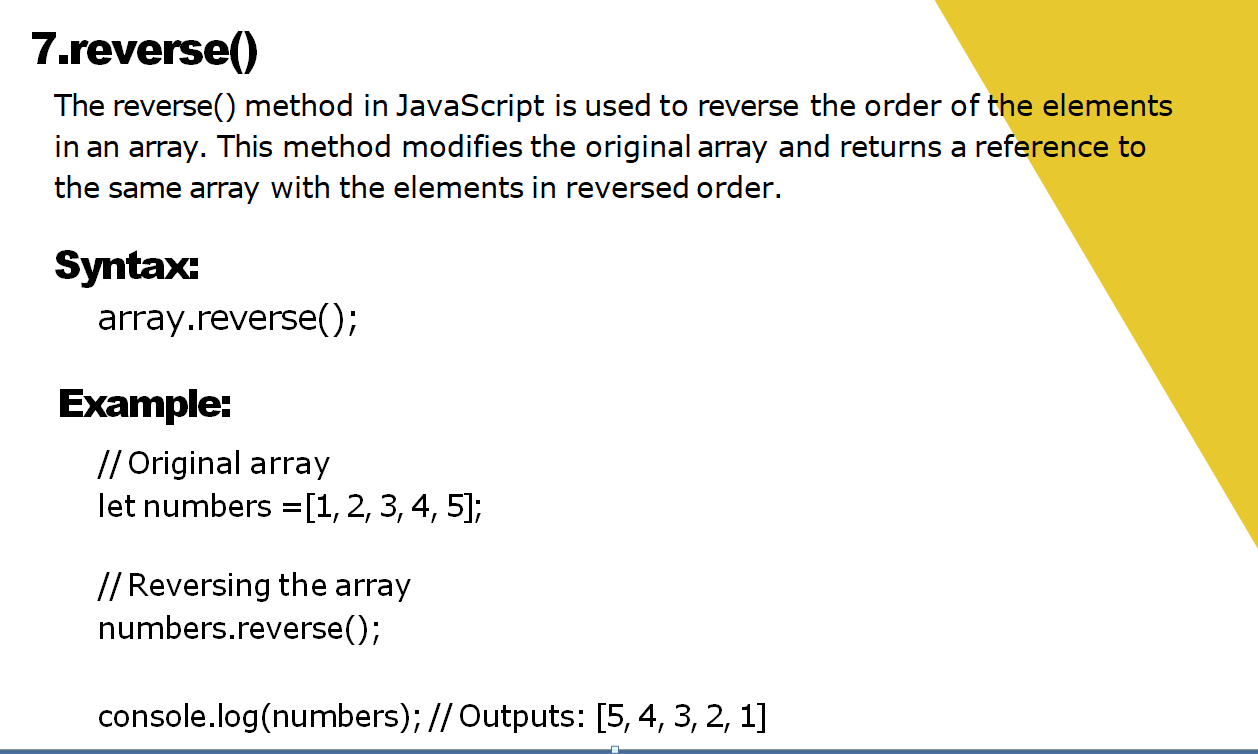 7.reverse()
The reverse() method in JavaScript is used to reverse the order of the elements
in an array. This method modifies the original array and returns a reference to
the same array with the elements in reversed order.
Syntax:
array.reverse();
Example:
// Original array
let numbers =[1, 2, 3, 4, 5];
// Reversing the array
numbers.reverse();
console.log(numbers); // Outputs: [5, 4, 3, 2, 1]